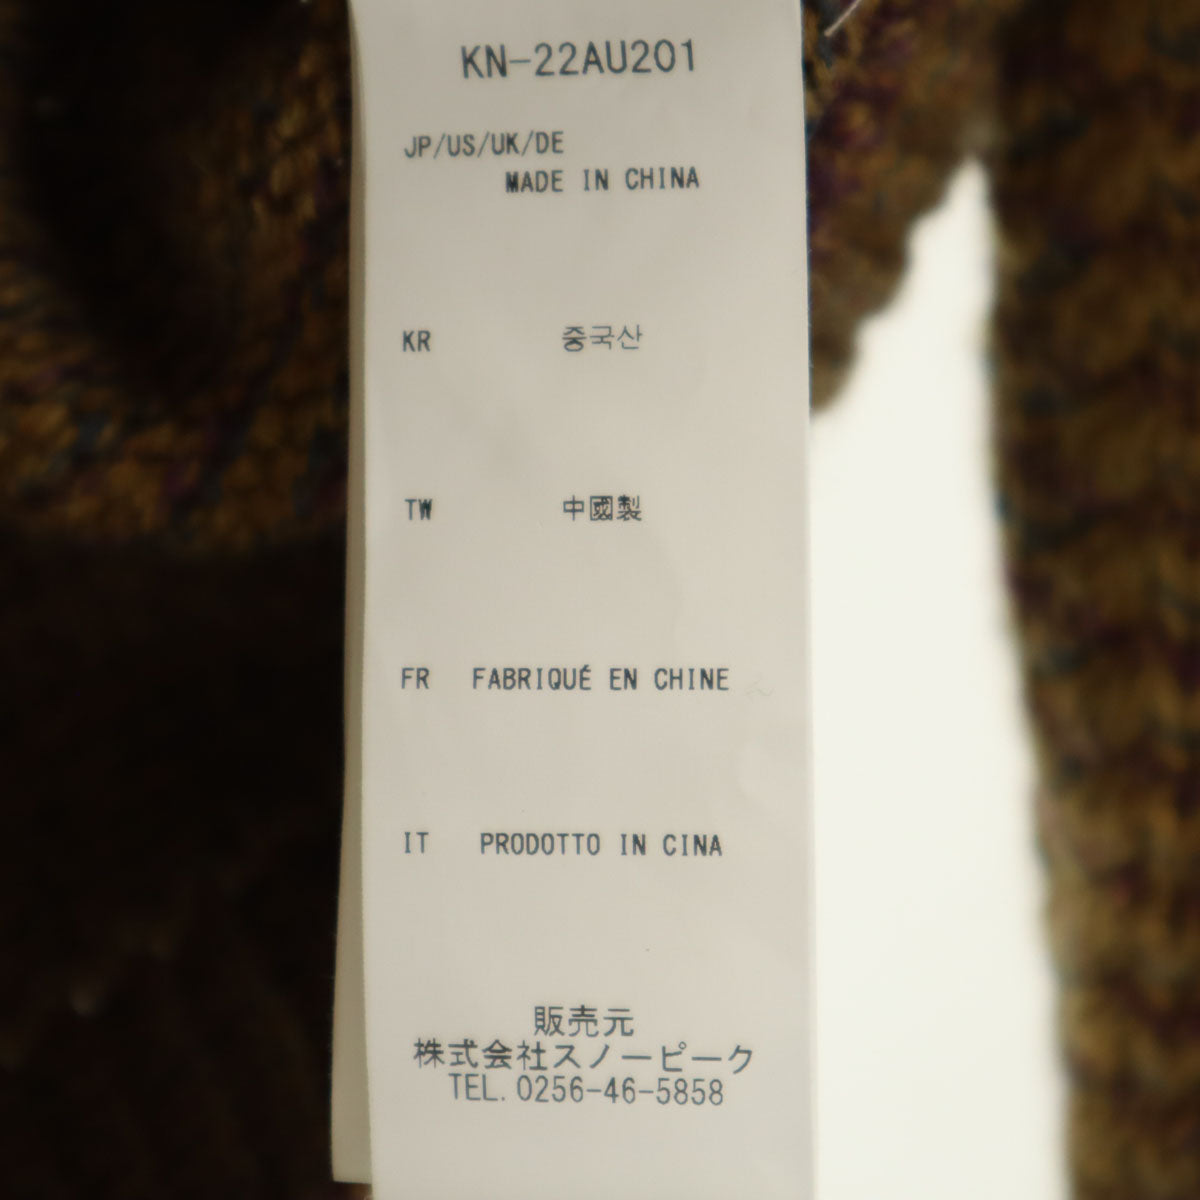 KN-22AU201
JP/US/UK/DE
MADE IN CHINA
KR 중국산
TW 中國製
FR FABRIQUÉ EN CHINE
IT PRODOTTO IN CINA
販売元
株式会社スノーピーク
TEL. 0256-46-5858